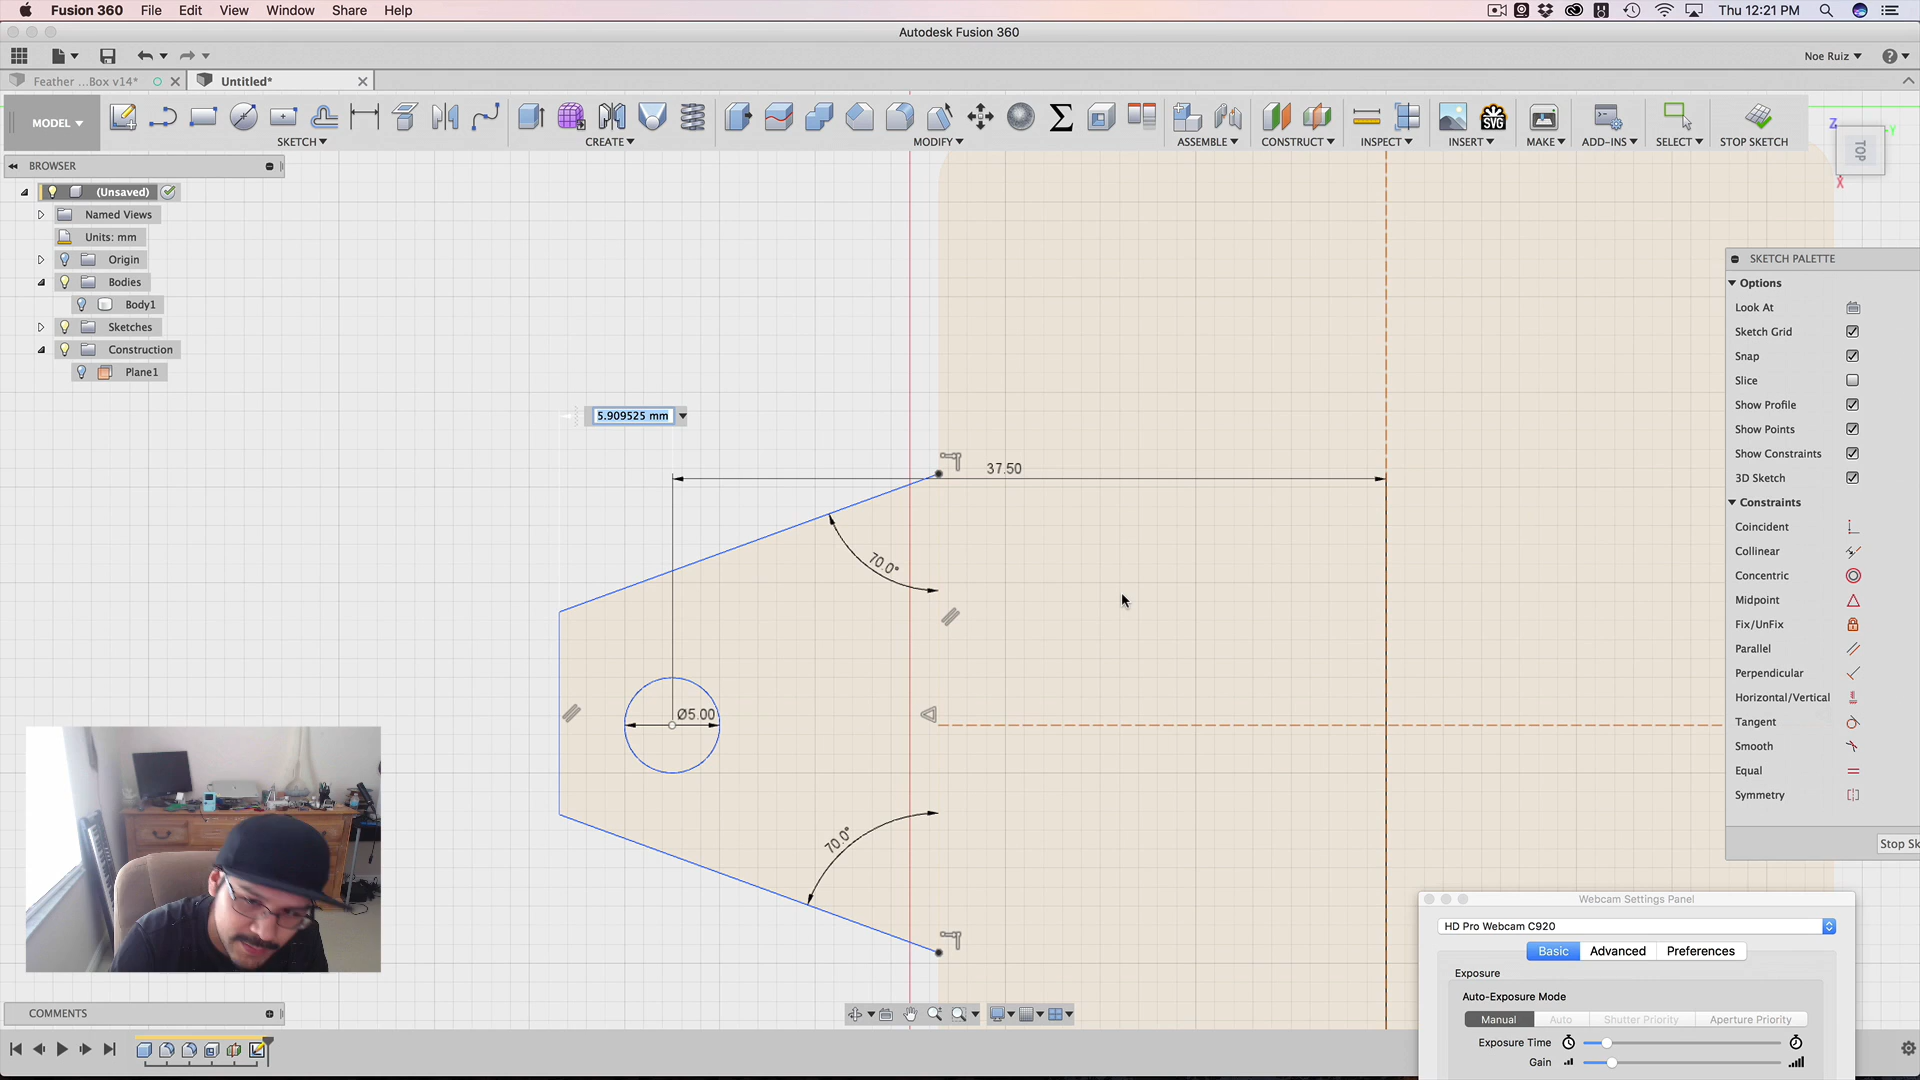 Fusion 360 File Edit View Window Share Help Thu 12:21 PM
Autodesk Fusion 360
Noe Ruiz
Feather ...Box v14* Untitled*
MODEL
SKETCH CREATE MODIFY ASSEMBLE CONSTRUCT INSPECT INSERT MAKE ADD-INS SELECT STOP SKETCH
SVG
Z Y
TOP
X
BROWSER
(Unsaved)
Named Views
Units: mm
Origin
Bodies
Body1
Sketches
Construction
Plane1
5.909525 mm
37.50
70.0°
Ø5.00
70.0°
SKETCH PALETTE
Options
Look At
Sketch Grid
Snap
Slice
Show Profile
Show Points
Show Constraints
3D Sketch
Constraints
Coincident
Collinear
Concentric
Midpoint
Fix/UnFix
Parallel
Perpendicular
Horizontal/Vertical
Tangent
Smooth
Equal
Symmetry
Stop Sk
Webcam Settings Panel
HD Pro Webcam C920
Basic Advanced Preferences
Exposure
Auto-Exposure Mode
Manual Auto Shutter Priority Aperture Priority
Exposure Time
Gain
COMMENTS